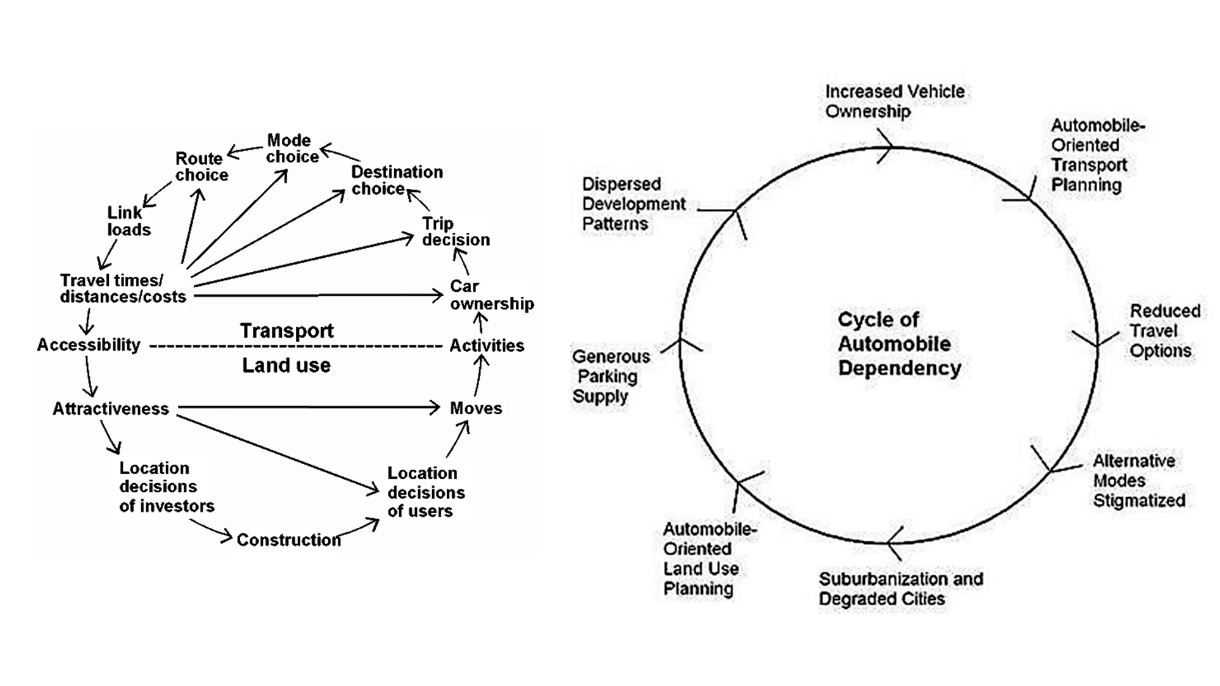 Mode
choice
Route
choice
Destination
choice
Link
loads
Trip
decision
Travel times/
distances/costs
Car
ownership
Transport
Accessibility
Activities
Land use
Attractiveness
Moves
Location
decisions
of investors
Location
decisions
of users
Construction
Increased Vehicle
Ownership
Automobile-
Oriented
Transport
Planning
Dispersed
Development
Patterns
Cycle of
Automobile
Dependency
Reduced
Travel
Options
Generous
Parking
Supply
Alternative
Modes
Stigmatized
Automobile-
Oriented
Land Use
Planning
Suburbanization and
Degraded Cities